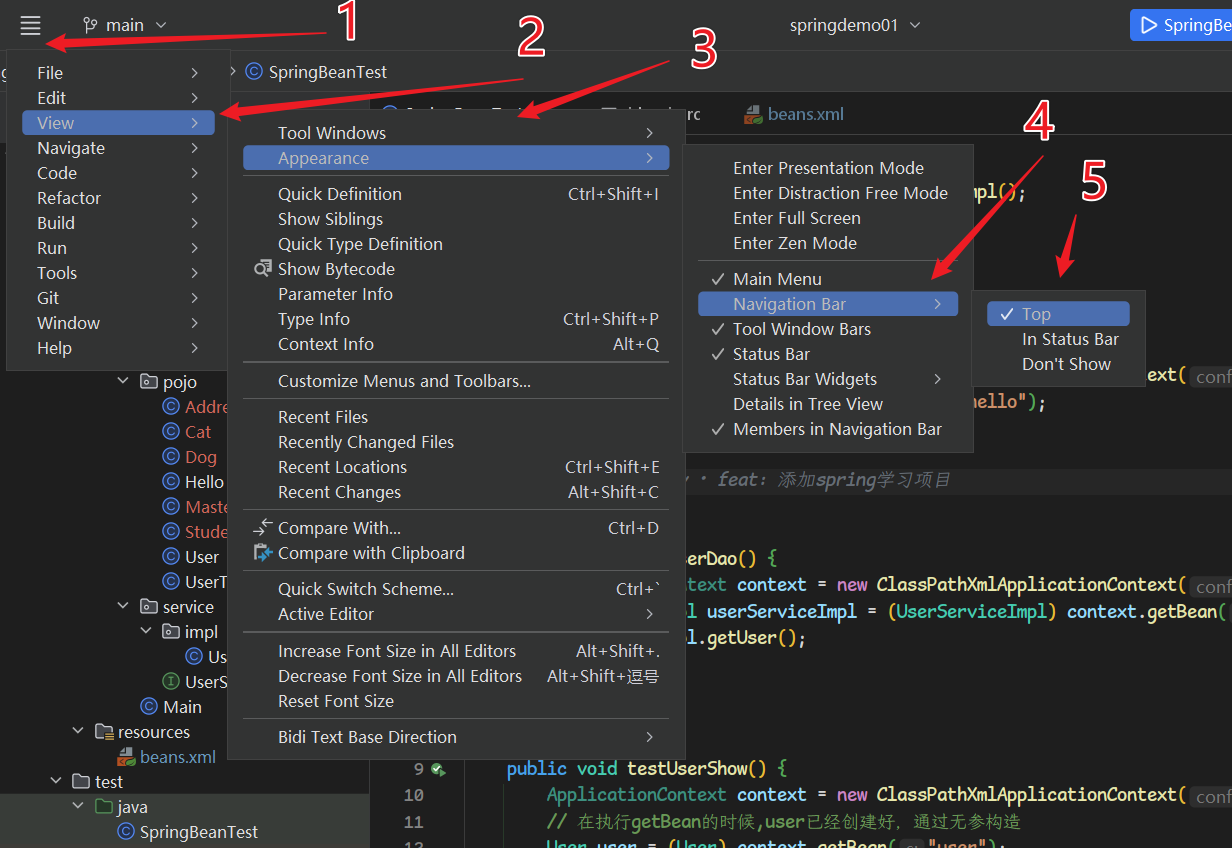 1
2
3
4
5
main
springdemo01
SpringBe
SpringBeanTest
File
Edit
View
Navigate
Code
Refactor
Build
Run
Tools
Git
Window
Help
Tool Windows
Appearance
Quick Definition Ctrl+Shift+I
Show Siblings
Quick Type Definition
Show Bytecode
Parameter Info
Type Info Ctrl+Shift+P
Context Info Alt+Q
Customize Menus and Toolbars...
Recent Files
Recently Changed Files
Recent Locations Ctrl+Shift+E
Recent Changes Alt+Shift+C
Compare With... Ctrl+D
Compare with Clipboard
Quick Switch Scheme... Ctrl+`
Active Editor
Increase Font Size in All Editors Alt+Shift+.
Decrease Font Size in All Editors Alt+Shift+逗号
Reset Font Size
Bidi Text Base Direction
Enter Presentation Mode
Enter Distraction Free Mode
Enter Full Screen
Enter Zen Mode
Main Menu
Navigation Bar
Tool Window Bars
Status Bar
Status Bar Widgets
Details in Tree View
Members in Navigation Bar
Top
In Status Bar
Don't Show
pojo
Addre
Cat
Dog
Hello
Maste
Stude
User
UserT
service
impl
Us
UserS
Main
resources
beans.xml
test
java
SpringBeanTest
rc
beans.xml
mpl();
ext( conf
hello");
· feat: 添加spring学习项目
serDao() {
text context = new ClassPathXmlApplicationContext( conf
l userServiceImpl = (UserServiceImpl) context.getBean(
l.getUser();
9 public void testUserShow() {
10 ApplicationContext context = new ClassPathXmlApplicationContext( conf
11 // 在执行getBean的时候,user已经创建好, 通过无参构造
12 User user = (User) context.getBean( "user");